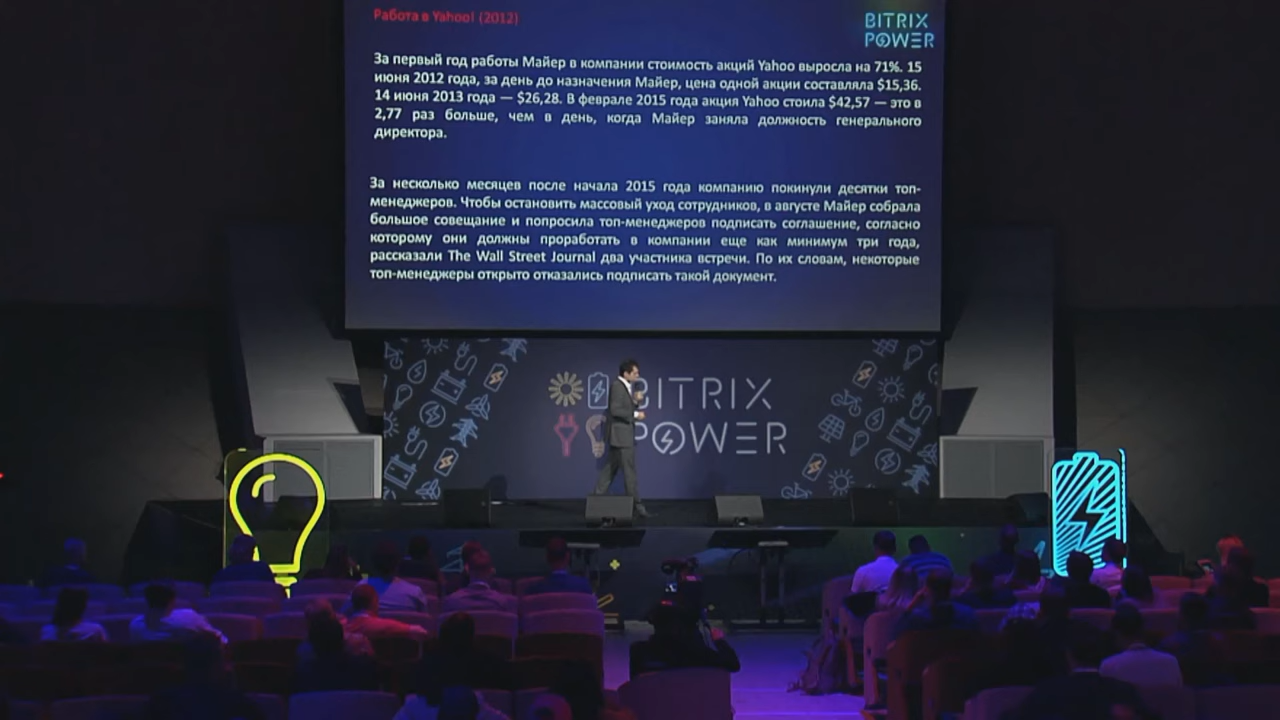 Работа в Yahoo! (2012)
BITRIX
POWER
За первый год работы Майер в компании стоимость акций Yahoo выросла на 71%. 15
июня 2012 года, за день до назначения Майер, цена одной акции составляла $15,36.
14 июня 2013 года — $26,28. В феврале 2015 года акция Yahoo стоила $42,57 — это в
2,77 раз больше, чем в день, когда Майер заняла должность генерального
директора.
За несколько месяцев после начала 2015 года компанию покинули десятки топ-
менеджеров. Чтобы остановить массовый уход сотрудников, в августе Майер собрала
большое совещание и попросила топ-менеджеров подписать соглашение, согласно
которому они должны проработать в компании еще как минимум три года,
рассказали The Wall Street Journal два участника встречи. По их словам, некоторые
топ-менеджеры открыто отказались подписать такой документ.
BITRIX
POWER